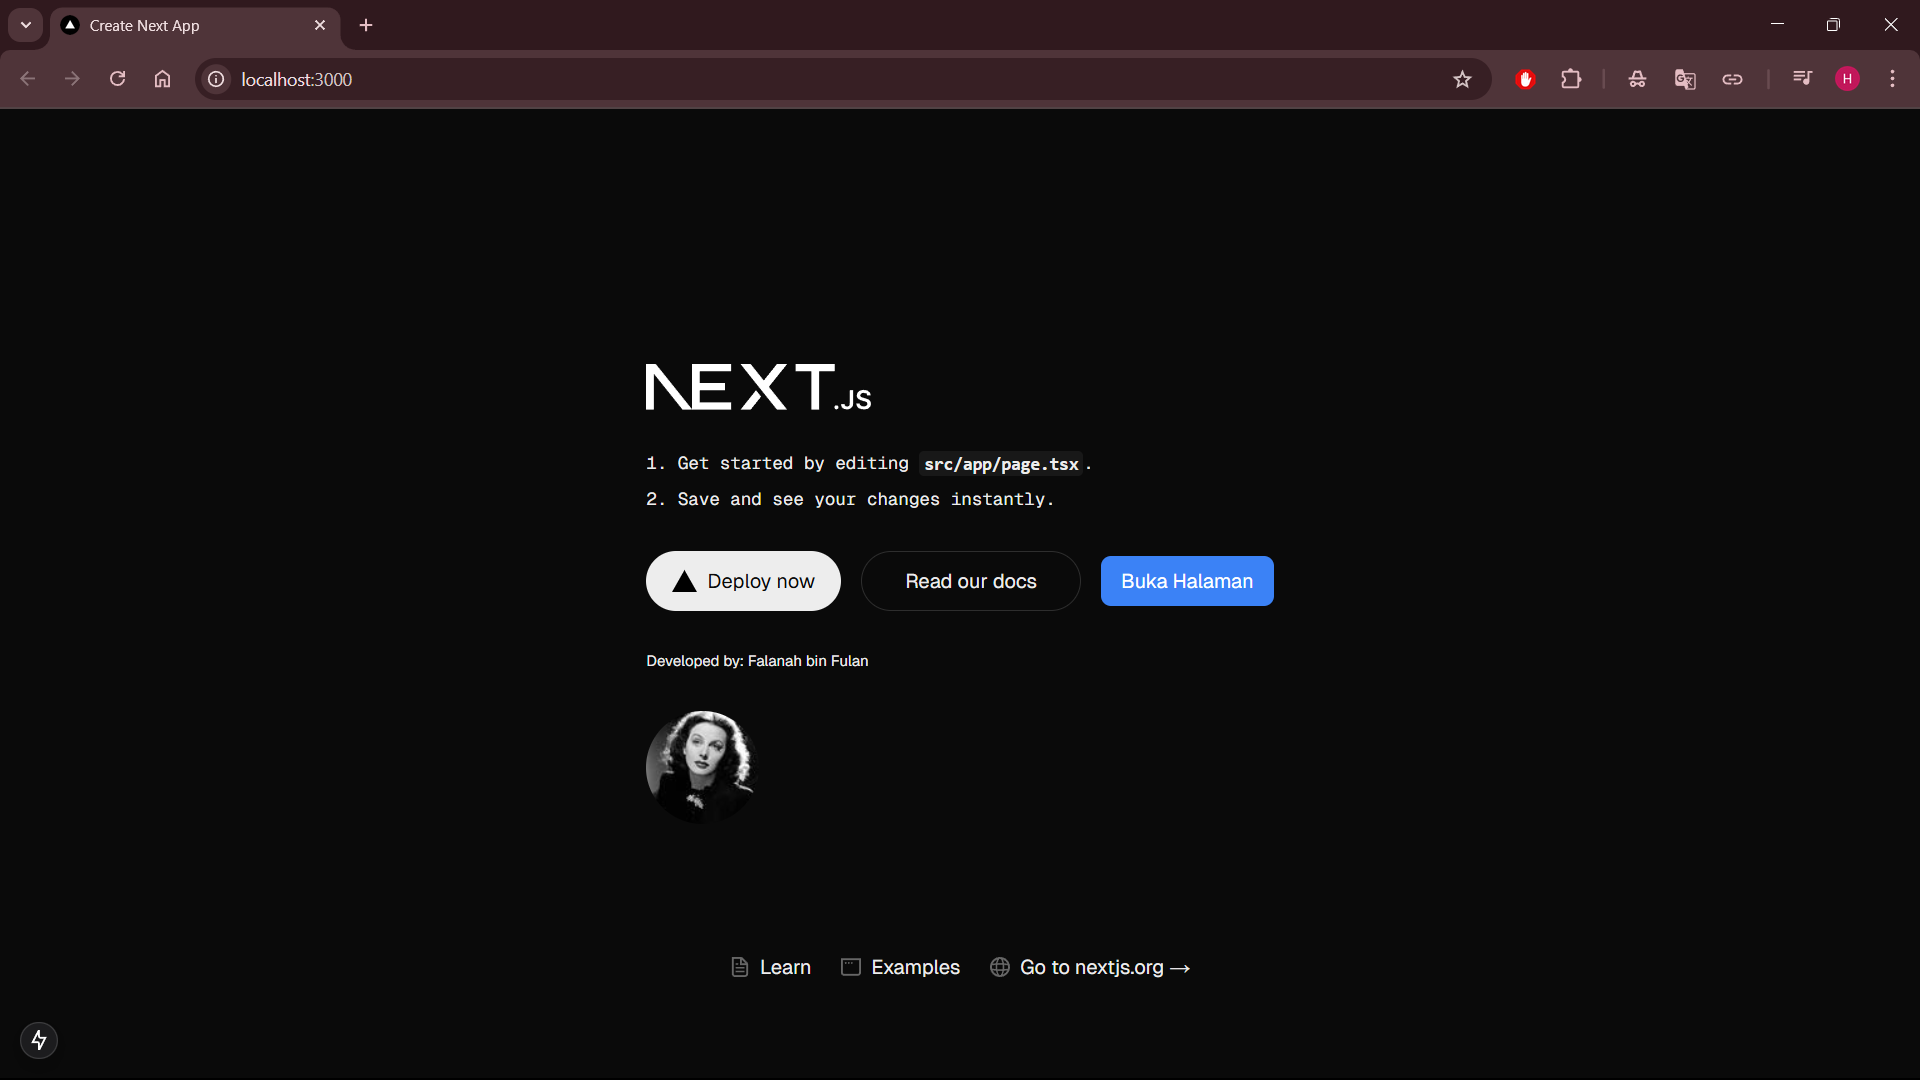 Create Next App
localhost:3000
H
NEXT.JS
1. Get started by editing src/app/page.tsx.
2. Save and see your changes instantly.
Deploy now
Read our docs
Buka Halaman
Developed by: Falanah bin Fulan
Learn
Examples
Go to nextjs.org →